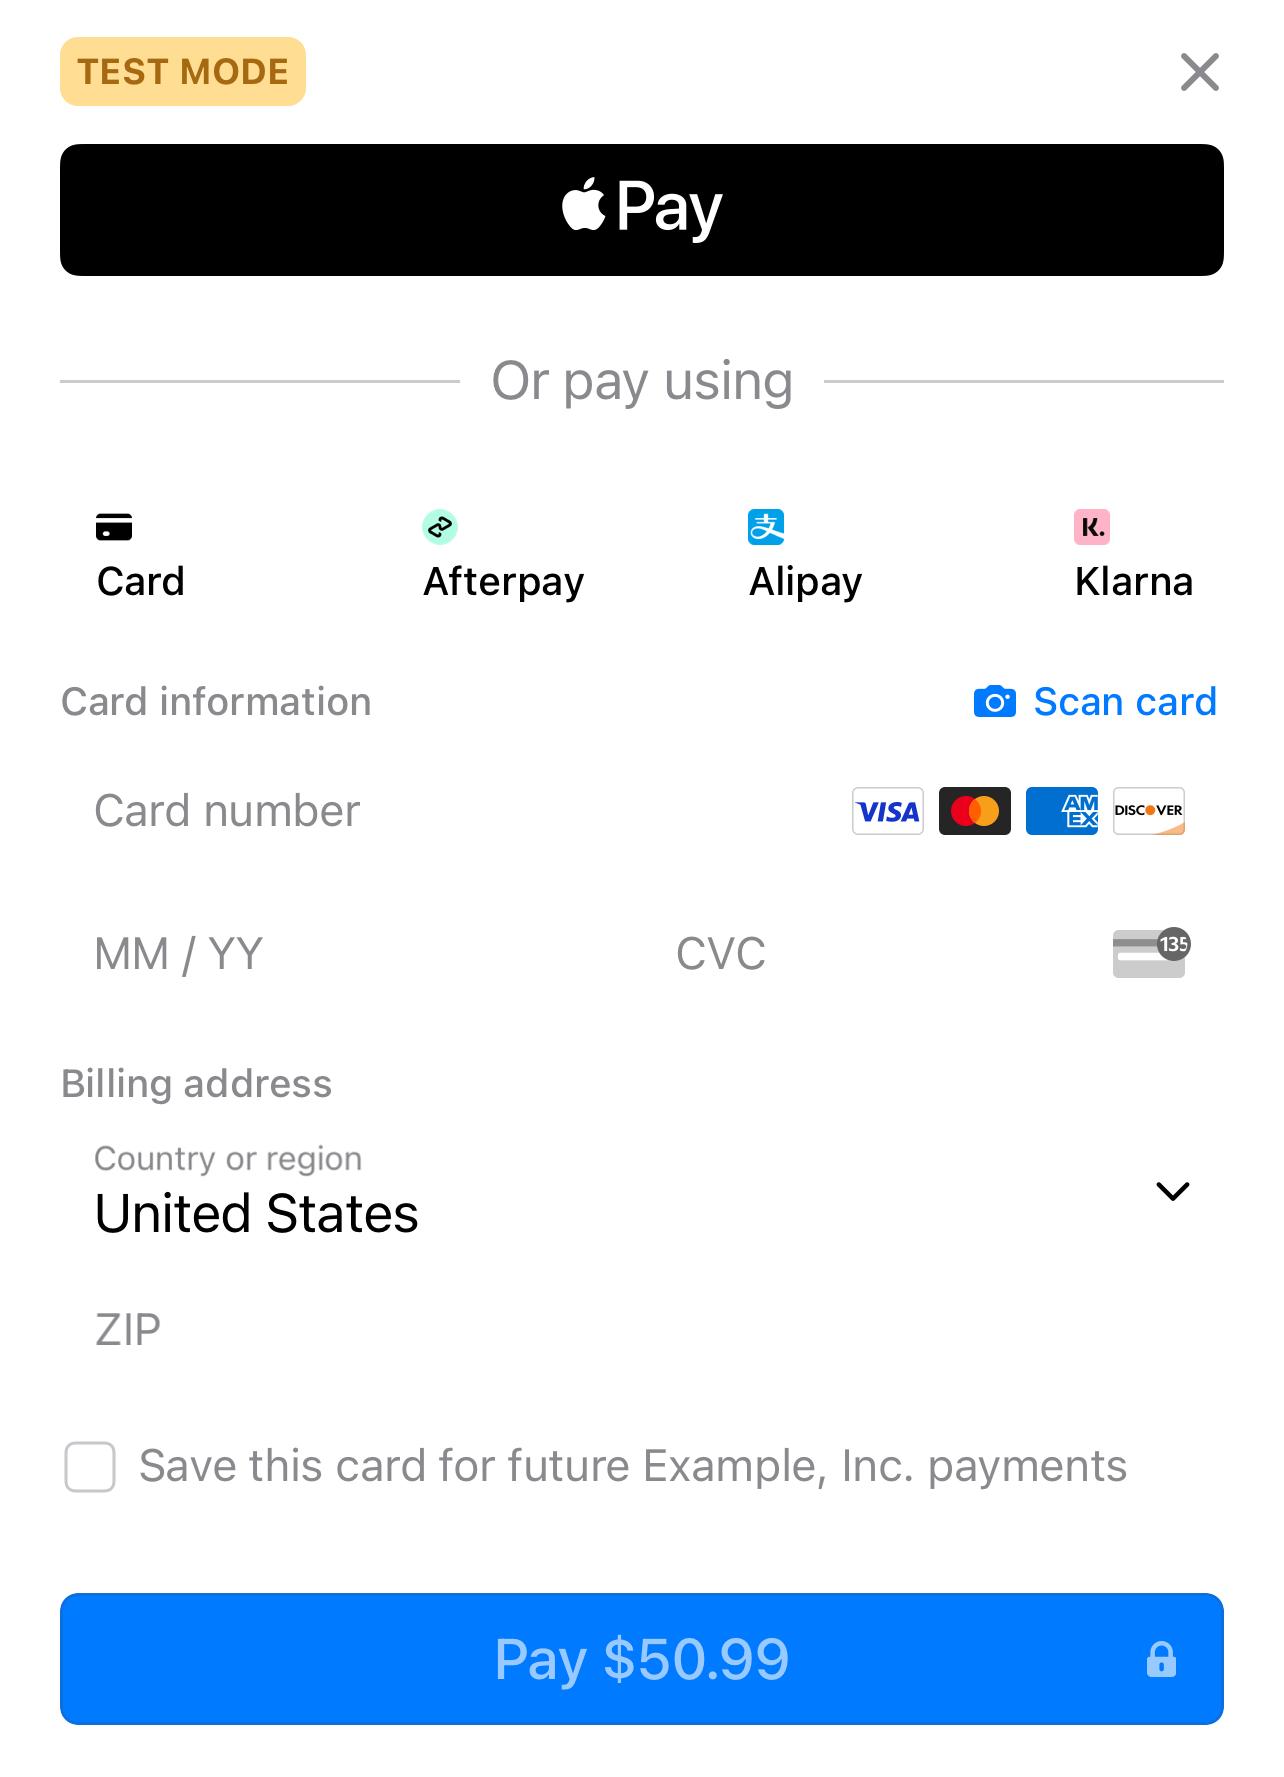 TEST MODE
Pay
Or pay using
支 K.
Card Afterpay Alipay Klarna
Card information Scan card
Card number VISA AMEX DISCOVER
MM / YY CVC 135
Billing address
Country or region
United States
ZIP
Save this card for future Example, Inc. payments
Pay $50.99